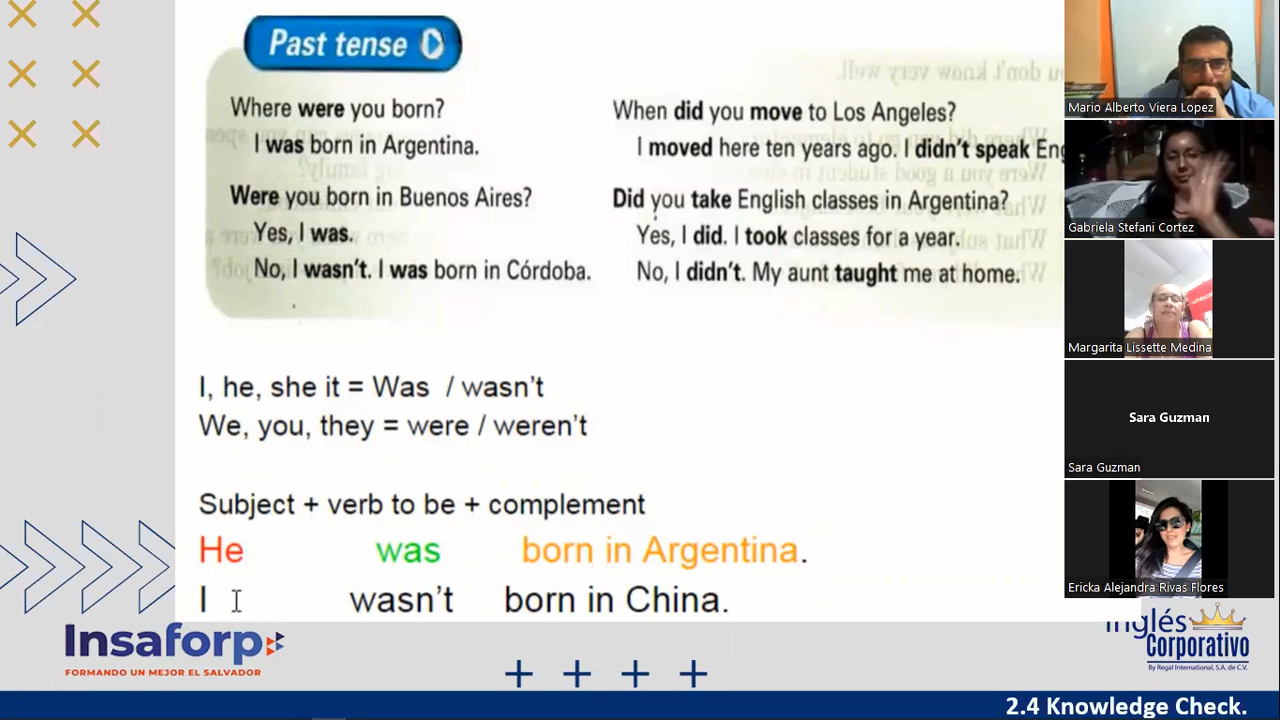 Past tense
Where were you born?
I was born in Argentina.
Were you born in Buenos Aires?
Yes, I was.
No, I wasn't. I was born in Córdoba.
When did you move to Los Angeles?
I moved here ten years ago. I didn't speak Eng
Did you take English classes in Argentina?
Yes, I did. I took classes for a year.
No, I didn't. My aunt taught me at home.
I, he, she it = Was / wasn't
We, you, they = were / weren't
Subject + verb to be + complement
He was born in Argentina.
I wasn't born in China.
Mario Alberto Viera Lopez
Gabriela Stefani Cortez
Margarita Lissette Medina
Sara Guzman
Sara Guzman
Ericka Alejandra Rivas Flores
Insaforp
FORMANDO UN MEJOR EL SALVADOR
Inglés
Corporativo
By Regal International, S.A. de C.V.
2.4 Knowledge Check.